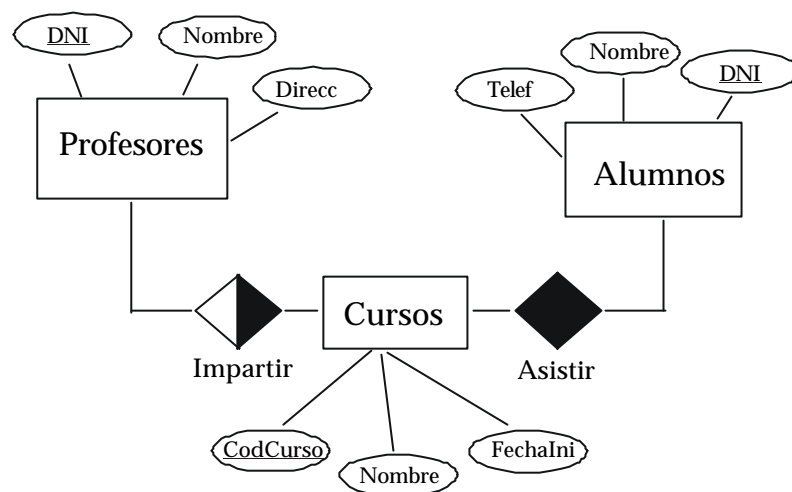 DNI
Nombre
Direcc
Profesores
Nombre
Telef
DNI
Alumnos
Impartir
Cursos
Asistir
CodCurso
Nombre
FechaIni